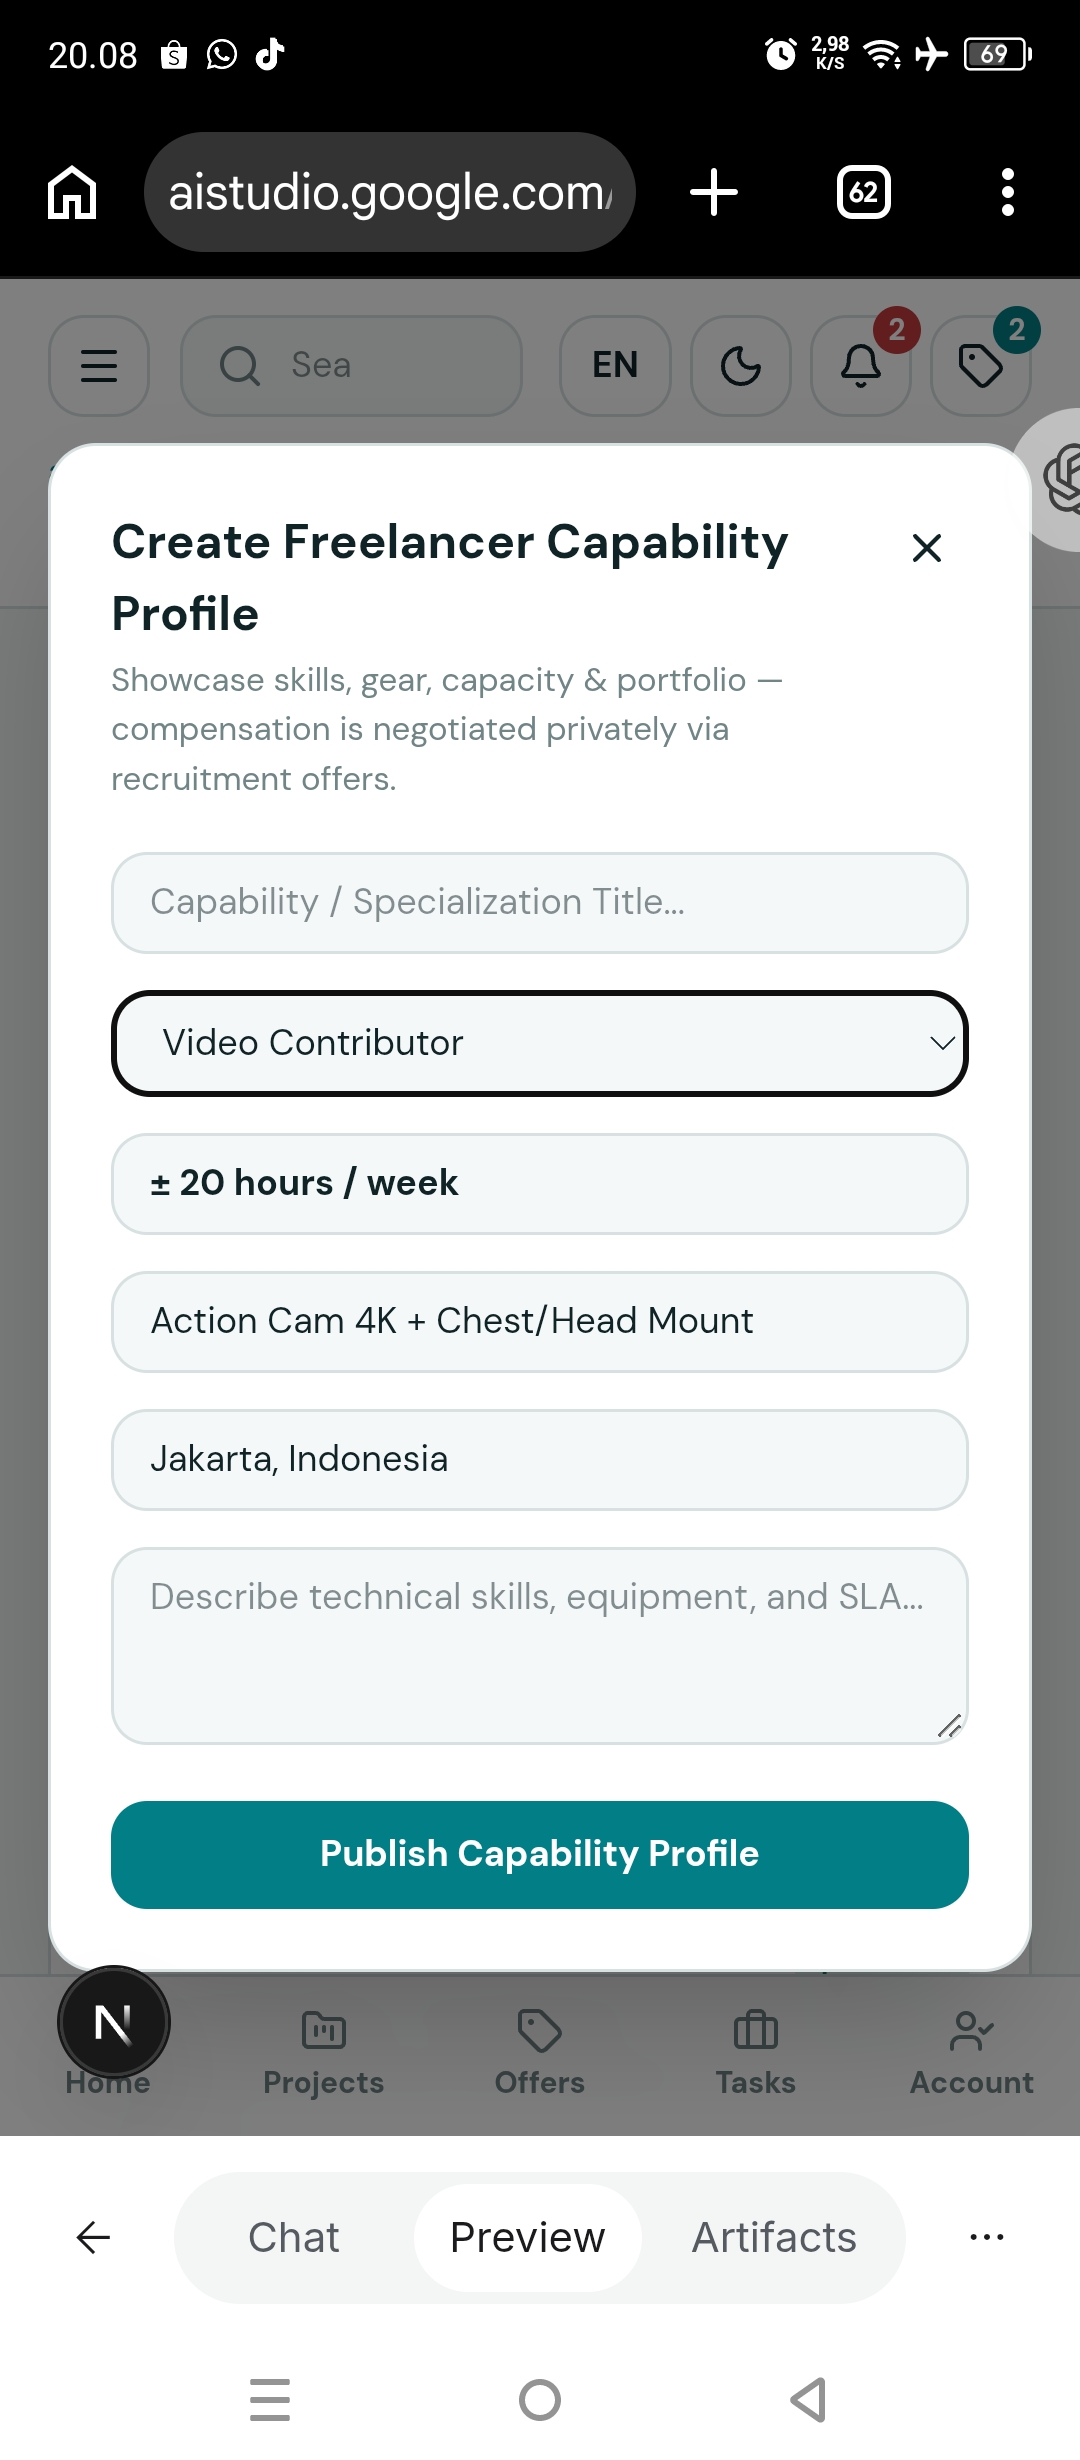 20.08
2,98
K/S
69
aistudio.google.com/
62
Sea
EN
2
2
Create Freelancer Capability
Profile
Showcase skills, gear, capacity & portfolio —
compensation is negotiated privately via
recruitment offers.
Capability / Specialization Title...
Video Contributor
± 20 hours / week
Action Cam 4K + Chest/Head Mount
Jakarta, Indonesia
Describe technical skills, equipment, and SLA...
Publish Capability Profile
N
Home
Projects
Offers
Tasks
Account
Chat
Preview
Artifacts